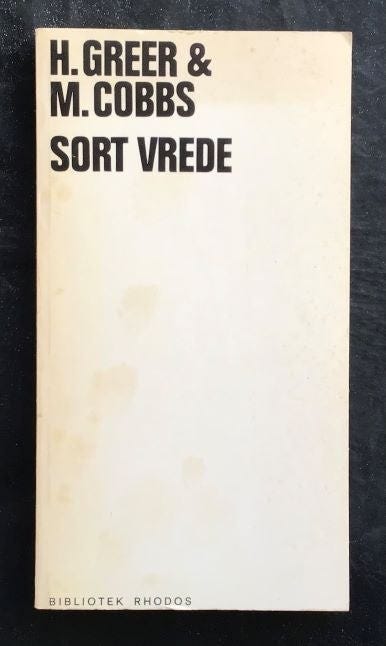 H. GREER &
M. COBBS
SORT VREDE
BIBLIOTEK RHODOS